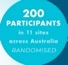 200
PARTICIPANTS
in 11 sites
across Australia
RANDOMISED